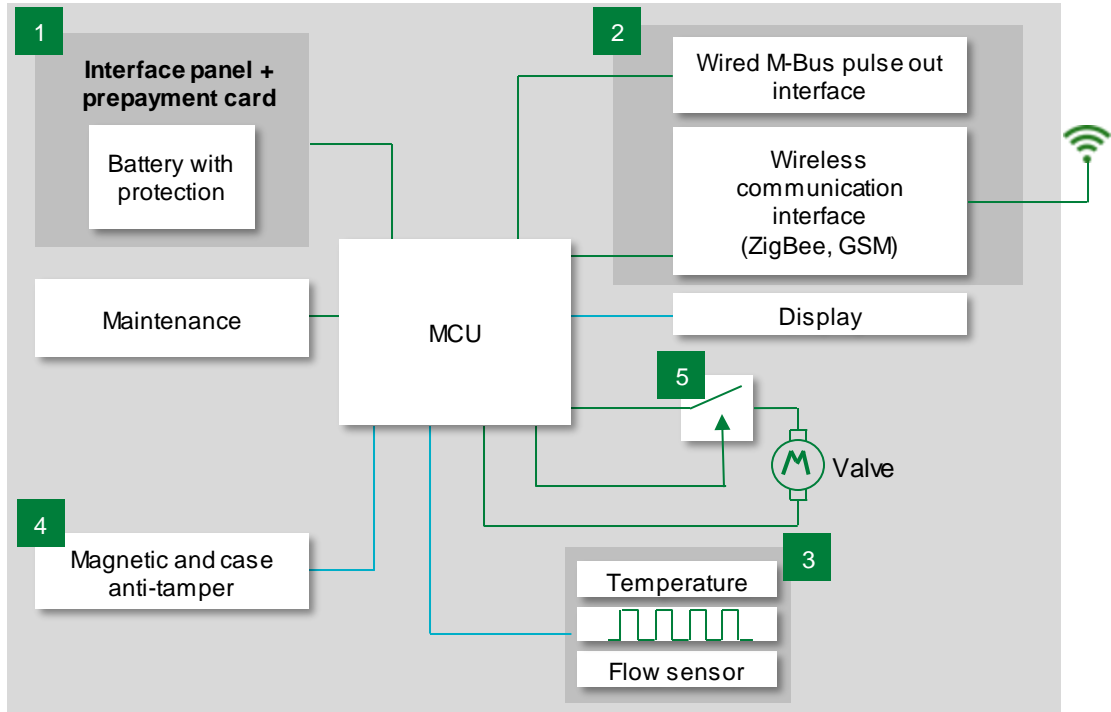 1
Interface panel +
prepayment card
Battery with
protection
2
Wired M-Bus pulse out
interface
Wireless
communication
interface
(ZigBee, GSM)
Maintenance
MCU
Display
5
M
Valve
4
Magnetic and case
anti-tamper
3
Temperature
Flow sensor